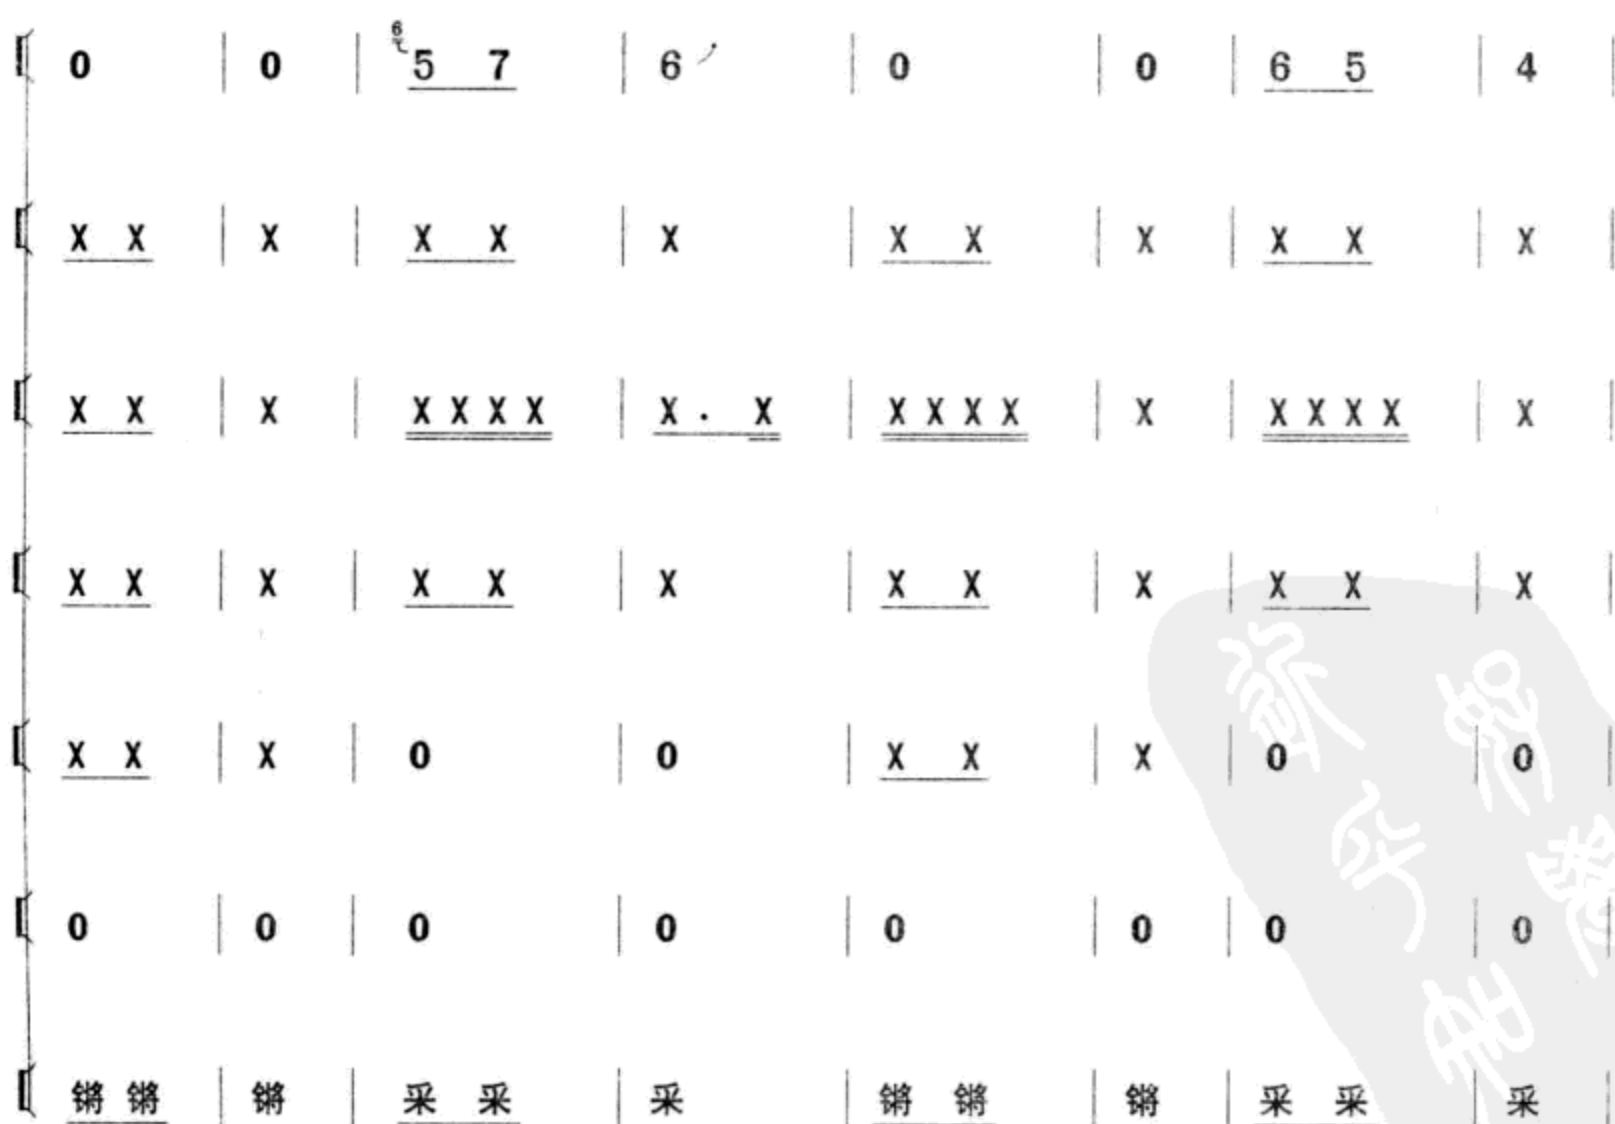 0 | 0 | 6 5 7 | 6 | 0 | 0 | 6 5 | 4 |
X X | X | X X | X | X X | X | X X | X |
X X | X | X X X X | X . X | X X X X | X | X X X X | X |
X X | X | X X | X | X X | X | X X | X |
X X | X | 0 | 0 | X X | X | 0 | 0 |
0 | 0 | 0 | 0 | 0 | 0 | 0 | 0 |
锵 锵 | 锵 | 采 采 | 采 | 锵 锵 | 锵 | 采 采 | 采 |